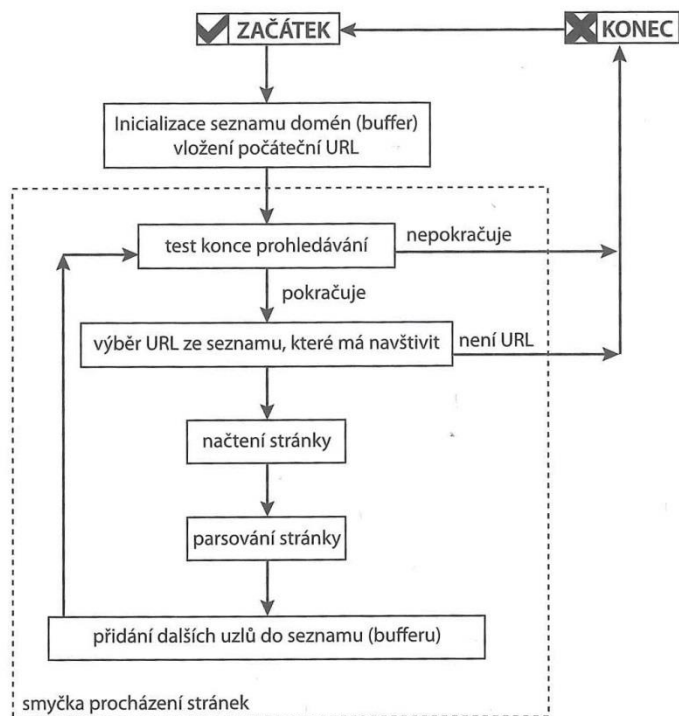 ZAČÁTEK
KONEC
Inicializace seznamu domén (buffer)
vložení počáteční URL
test konce prohledávání
nepokračuje
pokračuje
výběr URL ze seznamu, které má navštivit
není URL
načtení stránky
parsování stránky
přidání dalších uzlů do seznamu (bufferu)
smyčka procházení stránek